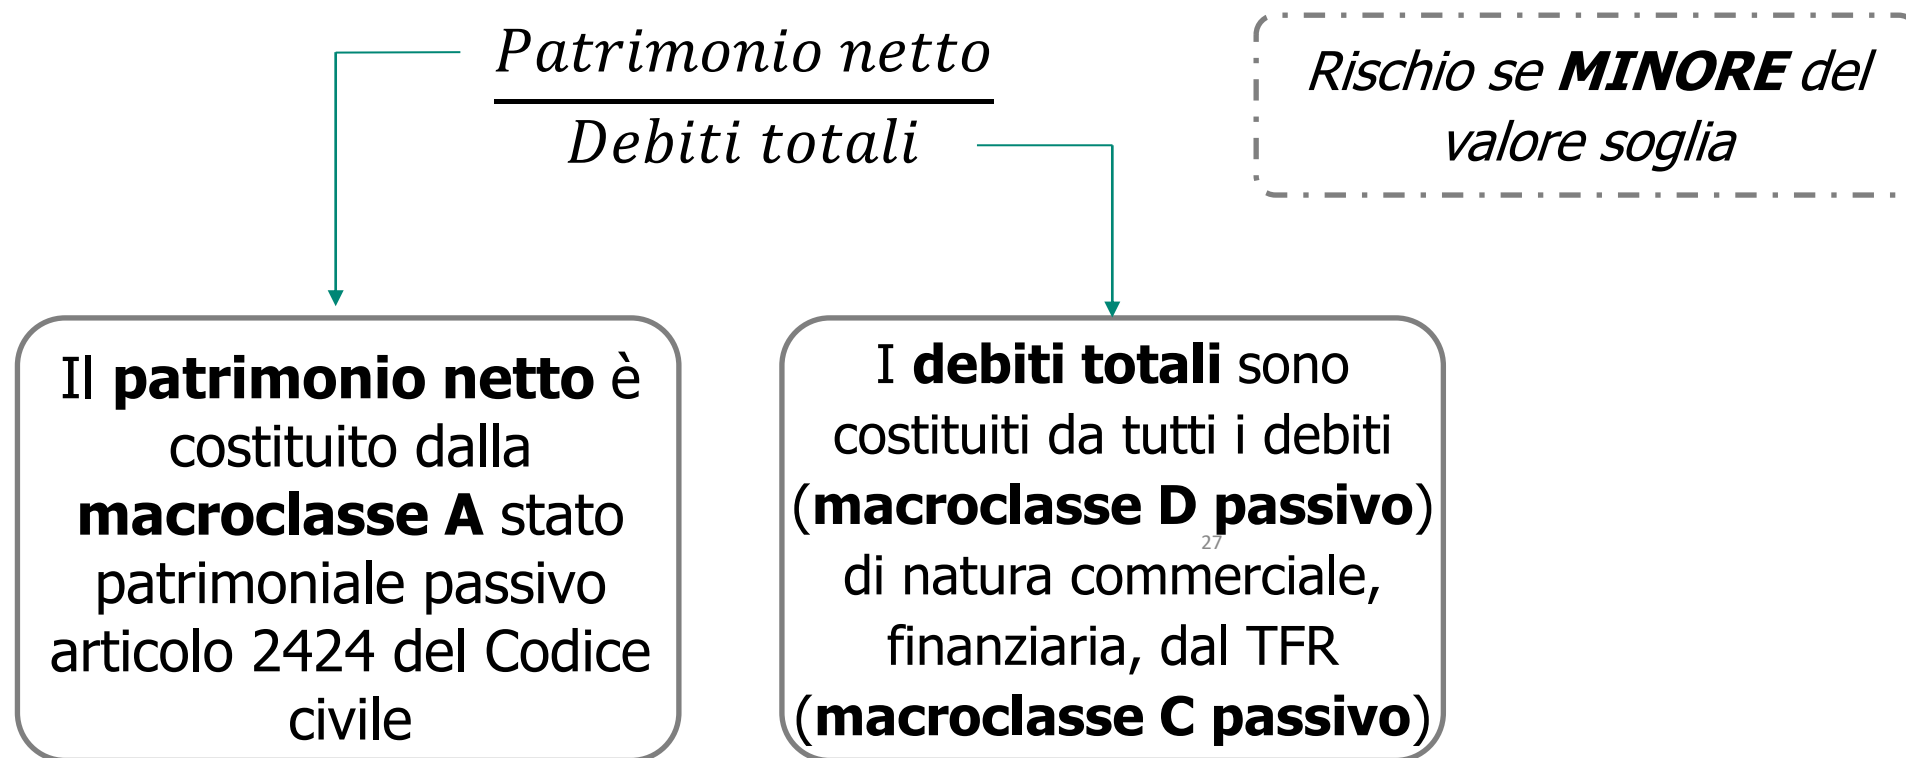 Patrimonio netto
Debiti totali
Rischio se MINORE del
valore soglia
Il patrimonio netto è
costituito dalla
macroclasse A stato
patrimoniale passivo
articolo 2424 del Codice
civile
I debiti totali sono
costituiti da tutti i debiti
(macroclasse D passivo)
27
di natura commerciale,
finanziaria, dal TFR
(macroclasse C passivo)